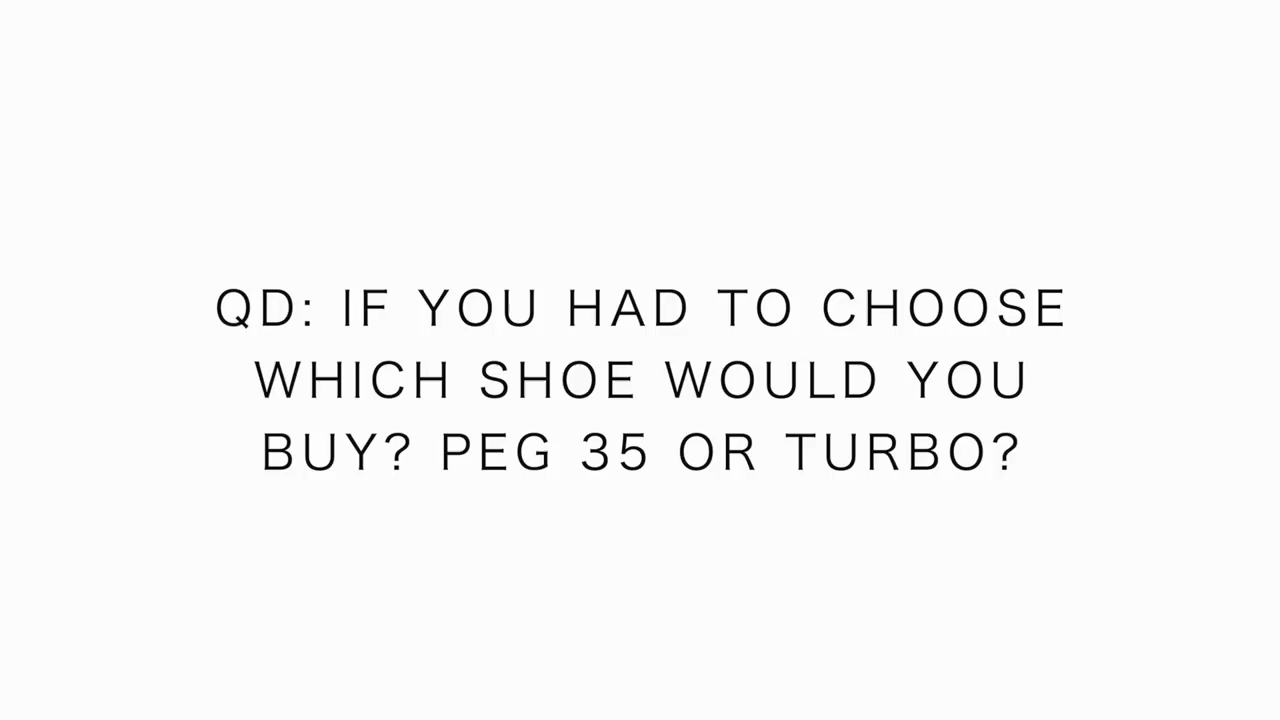 QD: IF YOU HAD TO CHOOSE
WHICH SHOE WOULD YOU
BUY? PEG 35 OR TURBO?